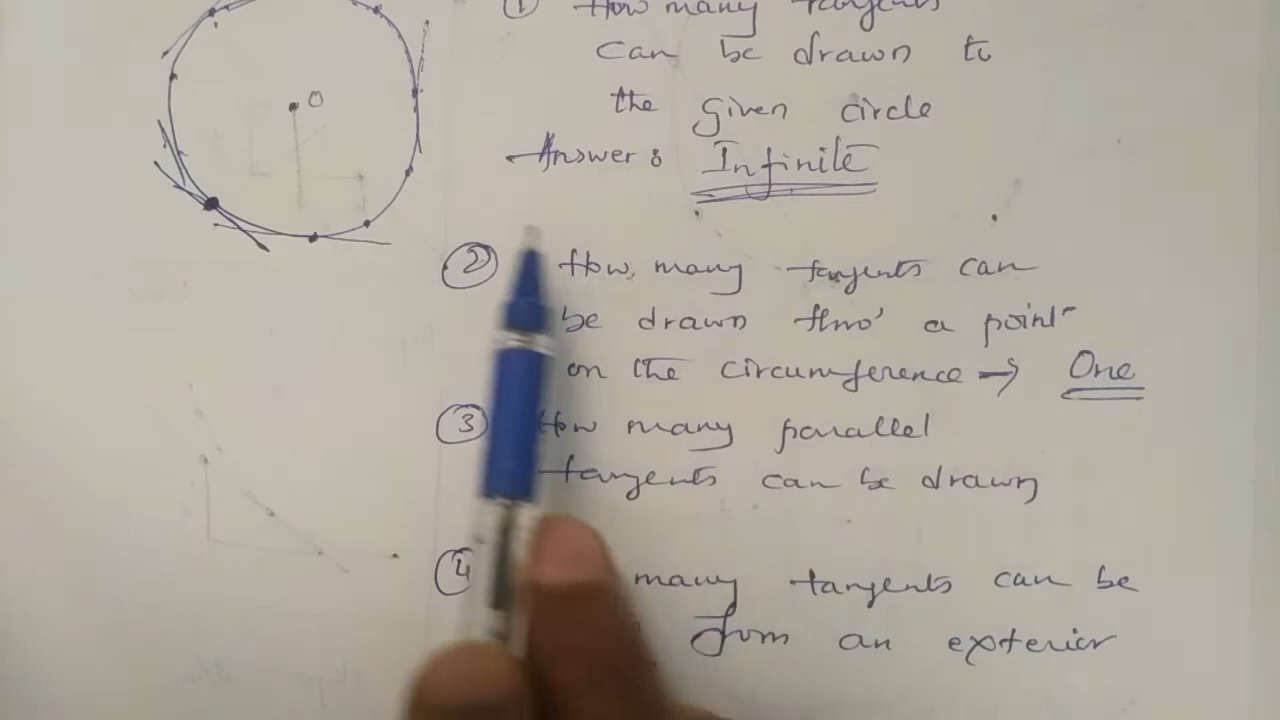 O
① How many tangents
can be drawn to
the given circle
Answer: Infinite
② How many tangents can
be drawn thro' a point
on the circumference → One
③ How many parallel
tangents can be drawn
④ many tangents can be
from an exterior